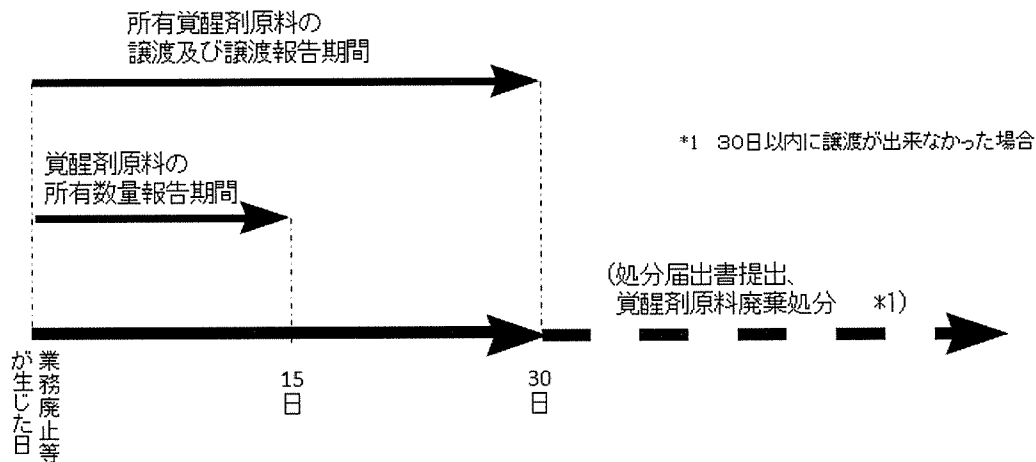 所有覚醒剤原料の
譲渡及び譲渡報告期間
*1　30日以内に譲渡が出来なかった場合
覚醒剤原料の
所有数量報告期間
(処分届出書提出、
覚醒剤原料廃棄処分　*1)
業務廃止等
が生じた日
15
日
30
日